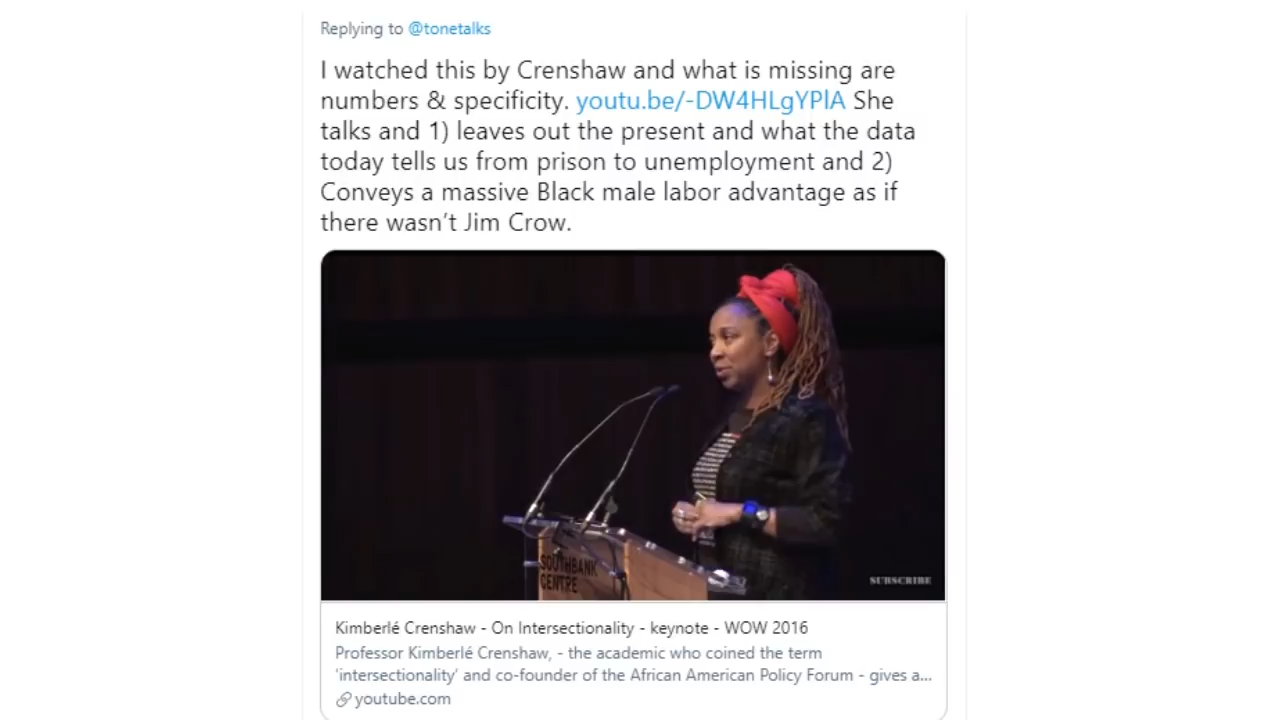 Replying to @tonetalks
I watched this by Crenshaw and what is missing are
numbers & specificity. youtu.be/-DW4HLgYPlA She
talks and 1) leaves out the present and what the data
today tells us from prison to unemployment and 2)
Conveys a massive Black male labor advantage as if
there wasn't Jim Crow.
SOUTHBANK
CENTRE
SUBSCRIBE
Kimberlé Crenshaw - On Intersectionality - keynote - WOW 2016
Professor Kimberlé Crenshaw, - the academic who coined the term
'intersectionality' and co-founder of the African American Policy Forum - gives a...
youtube.com